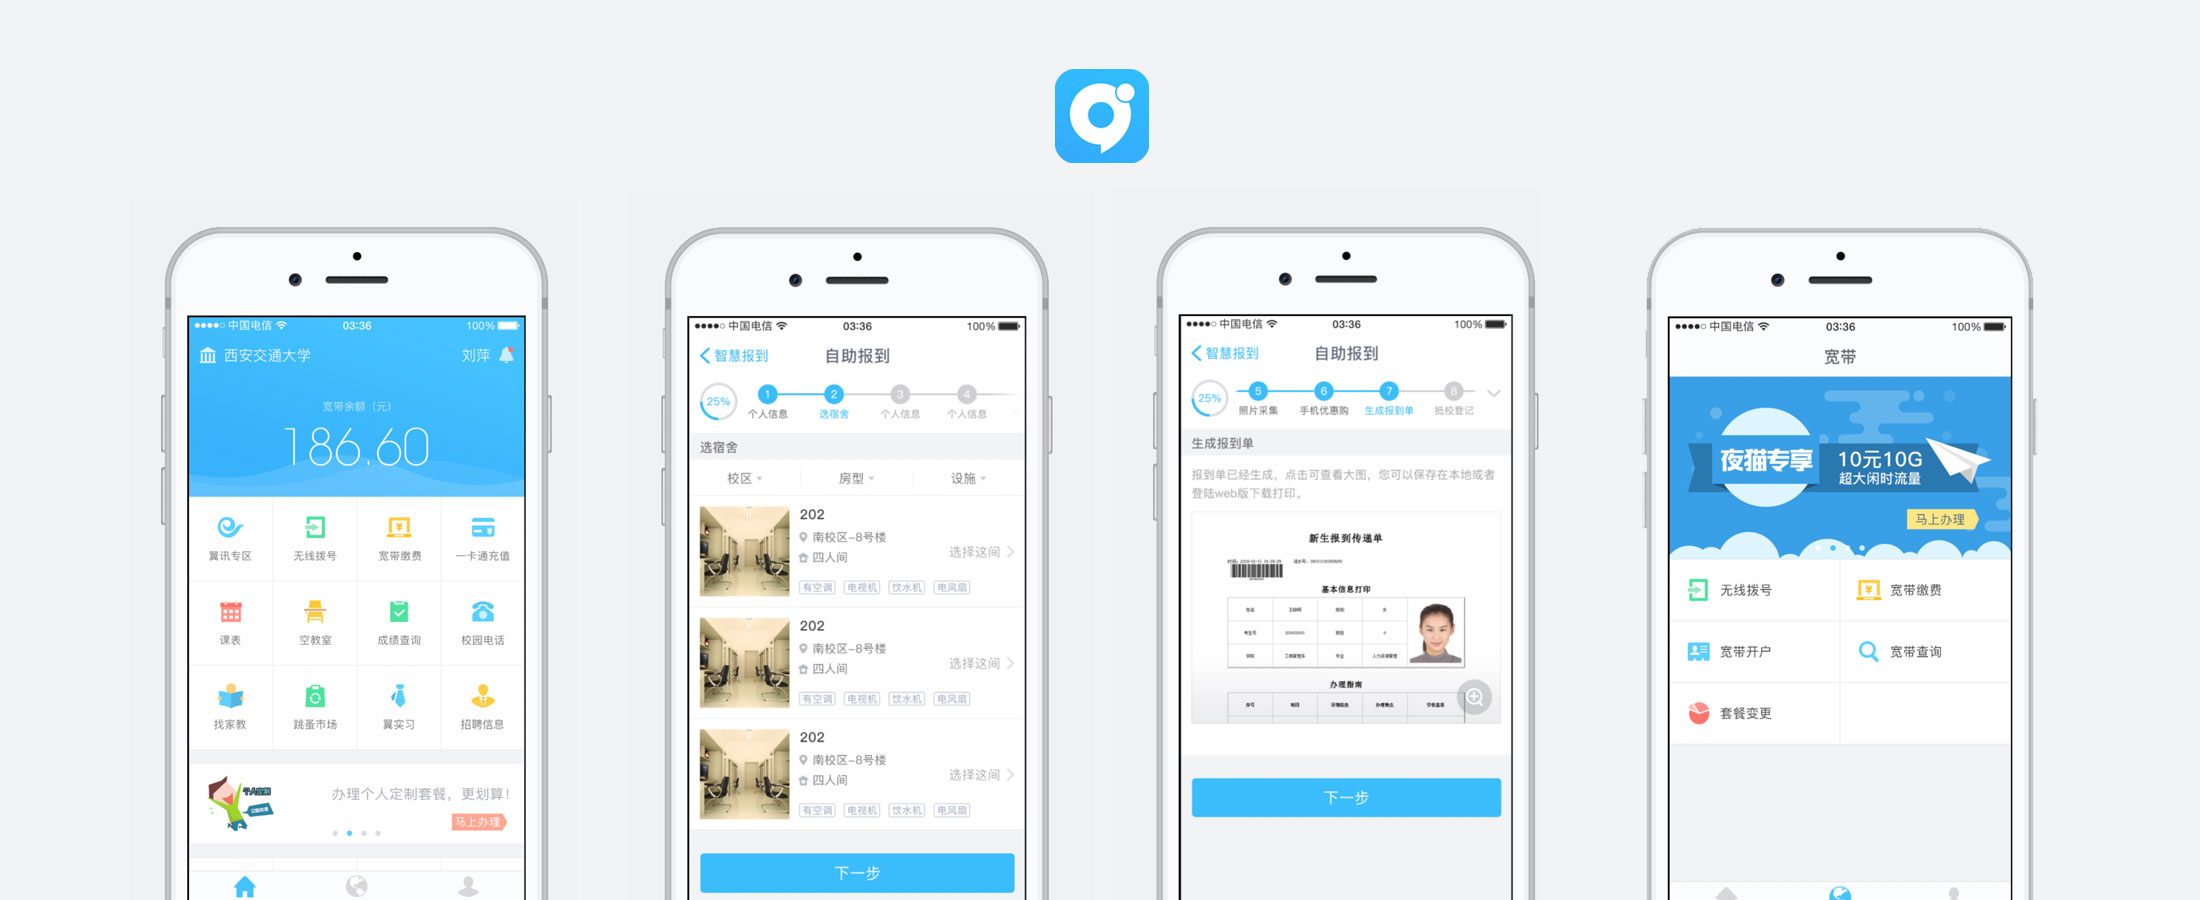 中国电信
03:36
100%
西安交通大学
刘萍
宽带余额（元）
186.60
翼讯专区
无线拨号
宽带缴费
一卡通充值
课表
空教室
成绩查询
校园电话
找家教
跳蚤市场
翼实习
招聘信息
办理个人定制套餐，更划算！
马上办理
中国电信
03:36
100%
智慧报到
自助报到
25%
1
2
3
4
个人信息
选宿舍
个人信息
个人信息
选宿舍
校区
房型
设施
202
南校区-8号楼
四人间
选择这间
有空调
电视机
饮水机
电风扇
202
南校区-8号楼
四人间
选择这间
有空调
电视机
饮水机
电风扇
202
南校区-8号楼
四人间
选择这间
有空调
电视机
饮水机
电风扇
下一步
中国电信
03:36
100%
智慧报到
自助报到
25%
5
6
7
8
照片采集
手机优惠购
生成报到单
抵校登记
生成报到单
报到单已经生成，点击可查看大图，您可以保存在本地或者
登陆web版下载打印。
新生报到传递单
基本信息打印
姓名
性别
女
考生号
学院
专业
办理指南
序号
下一步
中国电信
03:36
100%
宽带
夜猫专享
10元10G
超大闲时流量
马上办理
无线拨号
宽带缴费
宽带开户
宽带查询
套餐变更